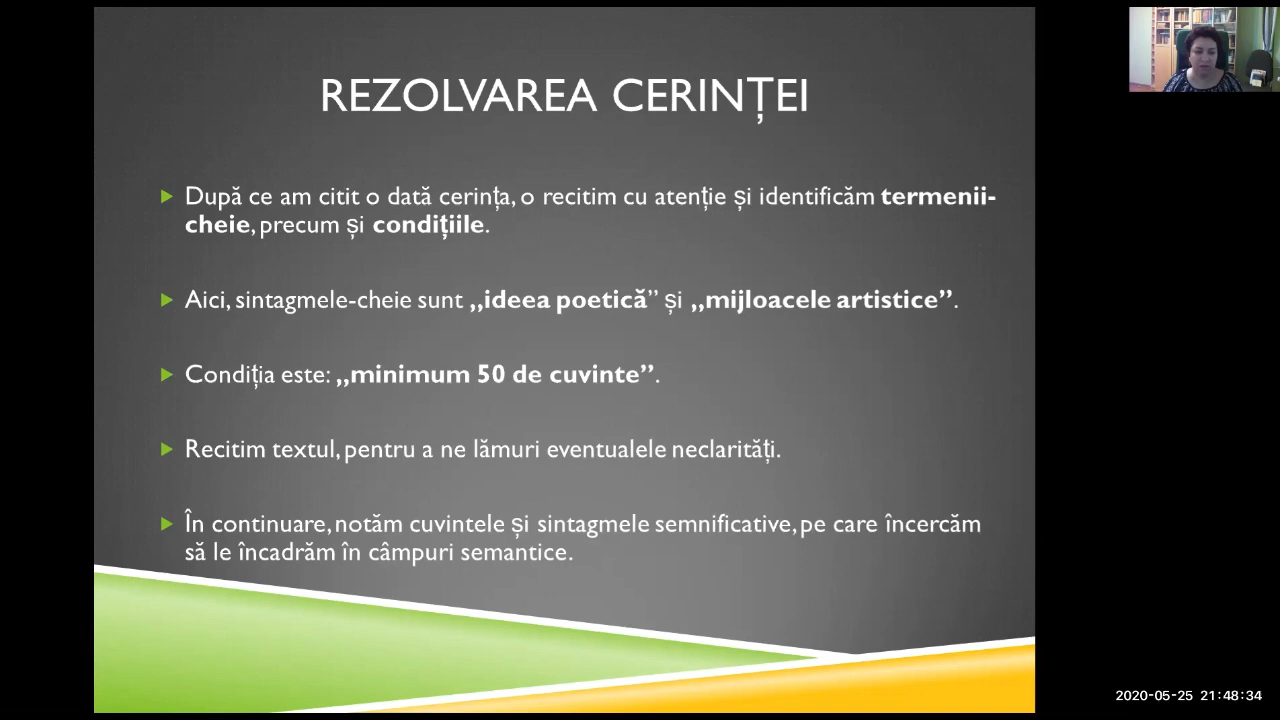 REZOLVAREA CERINȚEI
După ce am citit o dată cerința, o recitim cu atenție și identificăm termenii-
cheie, precum și condițiile.
Aici, sintagmele-cheie sunt ,,ideea poetică” și ,,mijloacele artistice”.
Condiția este: ,,minimum 50 de cuvinte”.
Recitim textul, pentru a ne lămuri eventualele neclarități.
În continuare, notăm cuvintele și sintagmele semnificative, pe care încercăm
să le încadrăm în câmpuri semantice.
2020-05-25 21:48:34